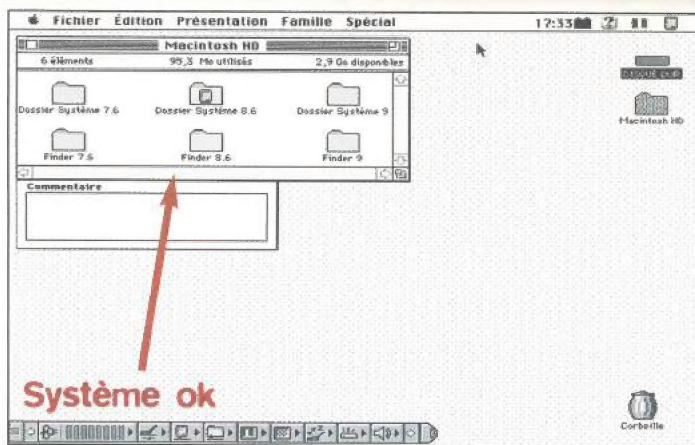 Fichier Édition Présentation Famille Spécial 17:33
Macintosh HD
6 éléments 95,3 Mo utilisés 2,9 Go disponibles
Dossier Système 7.6 Dossier Système 8.6 Dossier Système 9
Finder 7.6 Finder 8.6 Finder 9
Commentaire
DISQUE DUR
Macintosh HD
Système ok
Corbeille